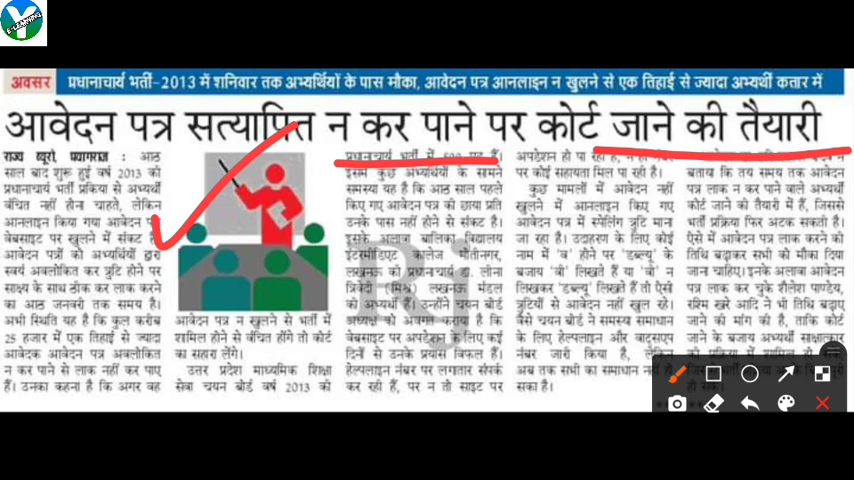 E-LEARNING
अवसर
प्रधानाचार्य भर्ती-2013 में शनिवार तक अभ्यर्थियों के पास मौका, आवेदन पत्र आनलाइन न खुलने से एक तिहाई से ज्यादा अभ्यर्थी कतार में
आवेदन पत्र सत्यापित न कर पाने पर कोर्ट जाने की तैयारी
राज्य ब्यूरो, प्रयागराज : आठ
साल बाद शुरू हुई वर्ष 2013 की
प्रधानाचार्य भर्ती प्रक्रिया से अभ्यर्थी
वंचित नहीं होना चाहते, लेकिन
आनलाइन किया गया आवेदन
वेबसाइट पर खुलने में संकट है
आवेदन पत्रों को अभ्यर्थियों द्वारा
स्वयं अवलोकित कर त्रुटि होने पर
साक्ष्य के साथ ठीक कर लाक करने
का आठ जनवरी तक समय है।
अभी स्थिति यह है कि कुल करीब
25 हजार में एक तिहाई से ज्यादा
आवेदक आवेदन पत्र अवलोकित
न कर पाने से लाक नहीं कर पाए
हैं। उनका कहना है कि अगर वह
आवेदन पत्र न खुलने से भर्ती में
शामिल होने से वंचित होंगे तो कोर्ट
का सहारा लेंगे।
उत्तर प्रदेश माध्यमिक शिक्षा
सेवा चयन बोर्ड वर्ष 2013 की
प्रधानाचार्य भर्ती में हैं।
इसमें कुछ अभ्यर्थियों के सामने
समस्या यह है कि आठ साल पहले
किए गए आवेदन पत्र की छाया प्रति
उनके पास नहीं होने से संकट है।
इसके अलावा बालिका विद्यालय
इंटरमीडिएट कालेज मोतीनगर,
लखनऊ की प्रधानाचार्य डा. लीना
त्रिवेदी (मिश्र) लखनऊ मंडल
की अभ्यर्थी हैं। उन्होंने चयन बोर्ड
अध्यक्ष को अवगत कराया है कि
वेबसाइट पर अपडेशन के लिए कई
दिनों से उनके प्रयास विफल हैं।
हेल्पलाइन नंबर पर लगातार संपर्क
कर रही हैं, पर न तो साइट पर
अपडेशन हो पा रहा है, न ही नंबर
पर कोई सहायता मिल पा रही है।
कुछ मामलों में आवेदन नहीं
खुलने में आनलाइन किए गए
आवेदन पत्र में स्पेलिंग त्रुटि माना
जा रहा है। उदाहरण के लिए कोई
नाम में 'व' होने पर 'डब्ल्यू' के
बजाय 'वी' लिखते हैं या 'वी' न
लिखकर 'डब्ल्यू' लिखते हैं तो ऐसे
त्रुटियों से आवेदन नहीं खुल रहे।
वैसे चयन बोर्ड ने समस्या समाधान
के लिए हेल्पलाइन और वाट्सएप
नंबर जारी किया है, लेकिन
अब तक सभी का समाधान नहीं हो
सका है।
बताया कि तय समय तक आवेदन
पत्र लाक न कर पाने वाले अभ्यर्थी
कोर्ट जाने की तैयारी में हैं, जिससे
भर्ती प्रक्रिया फिर अटक सकती है।
ऐसे में आवेदन पत्र लाक करने की
तिथि बढ़ाकर सभी को मौका दिया
जाना चाहिए। इनके अलावा आवेदन
पत्र लाक कर चुके शैलेश पाण्डेय,
रश्मि खरे आदि ने भी तिथि बढ़ाए
जाने की मांग की है, ताकि कोर्ट
जाने के बजाय अभ्यर्थी साक्षात्कार
की प्रक्रिया में शामिल